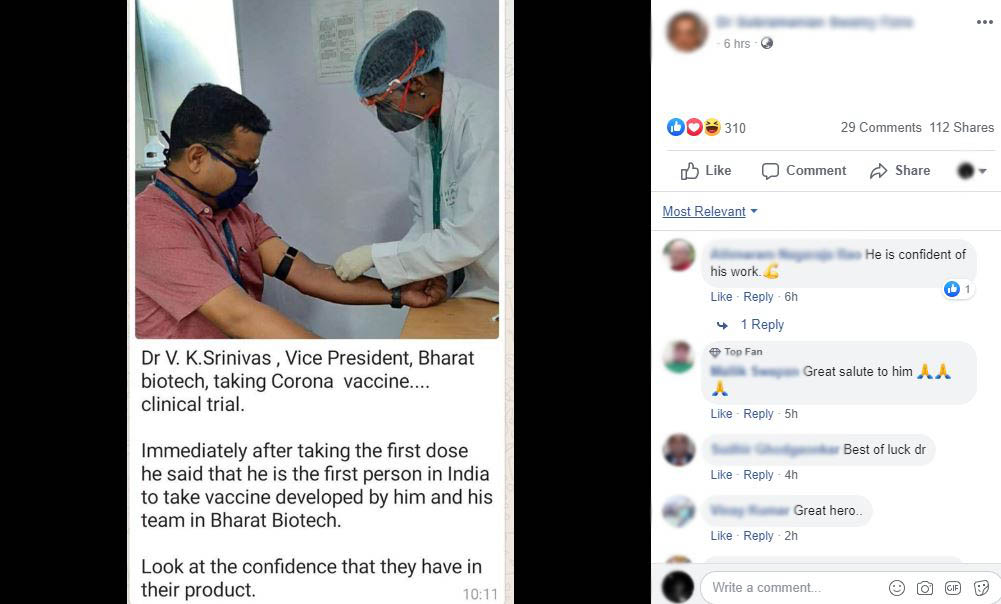 6 hrs
310
29 Comments 112 Shares
Like Comment Share
Most Relevant
He is confident of
his work.💪
1
Like · Reply · 6h
1 Reply
Top Fan
Great salute to him 🙏🙏
🙏
Like · Reply · 5h
Best of luck dr
Like · Reply · 4h
Great hero..
Like · Reply · 2h
Write a comment...
GIF
Dr V. K.Srinivas , Vice President, Bharat
biotech, taking Corona vaccine....
clinical trial.
Immediately after taking the first dose
he said that he is the first person in India
to take vaccine developed by him and his
team in Bharat Biotech.
Look at the confidence that they have in
their product.
10:11